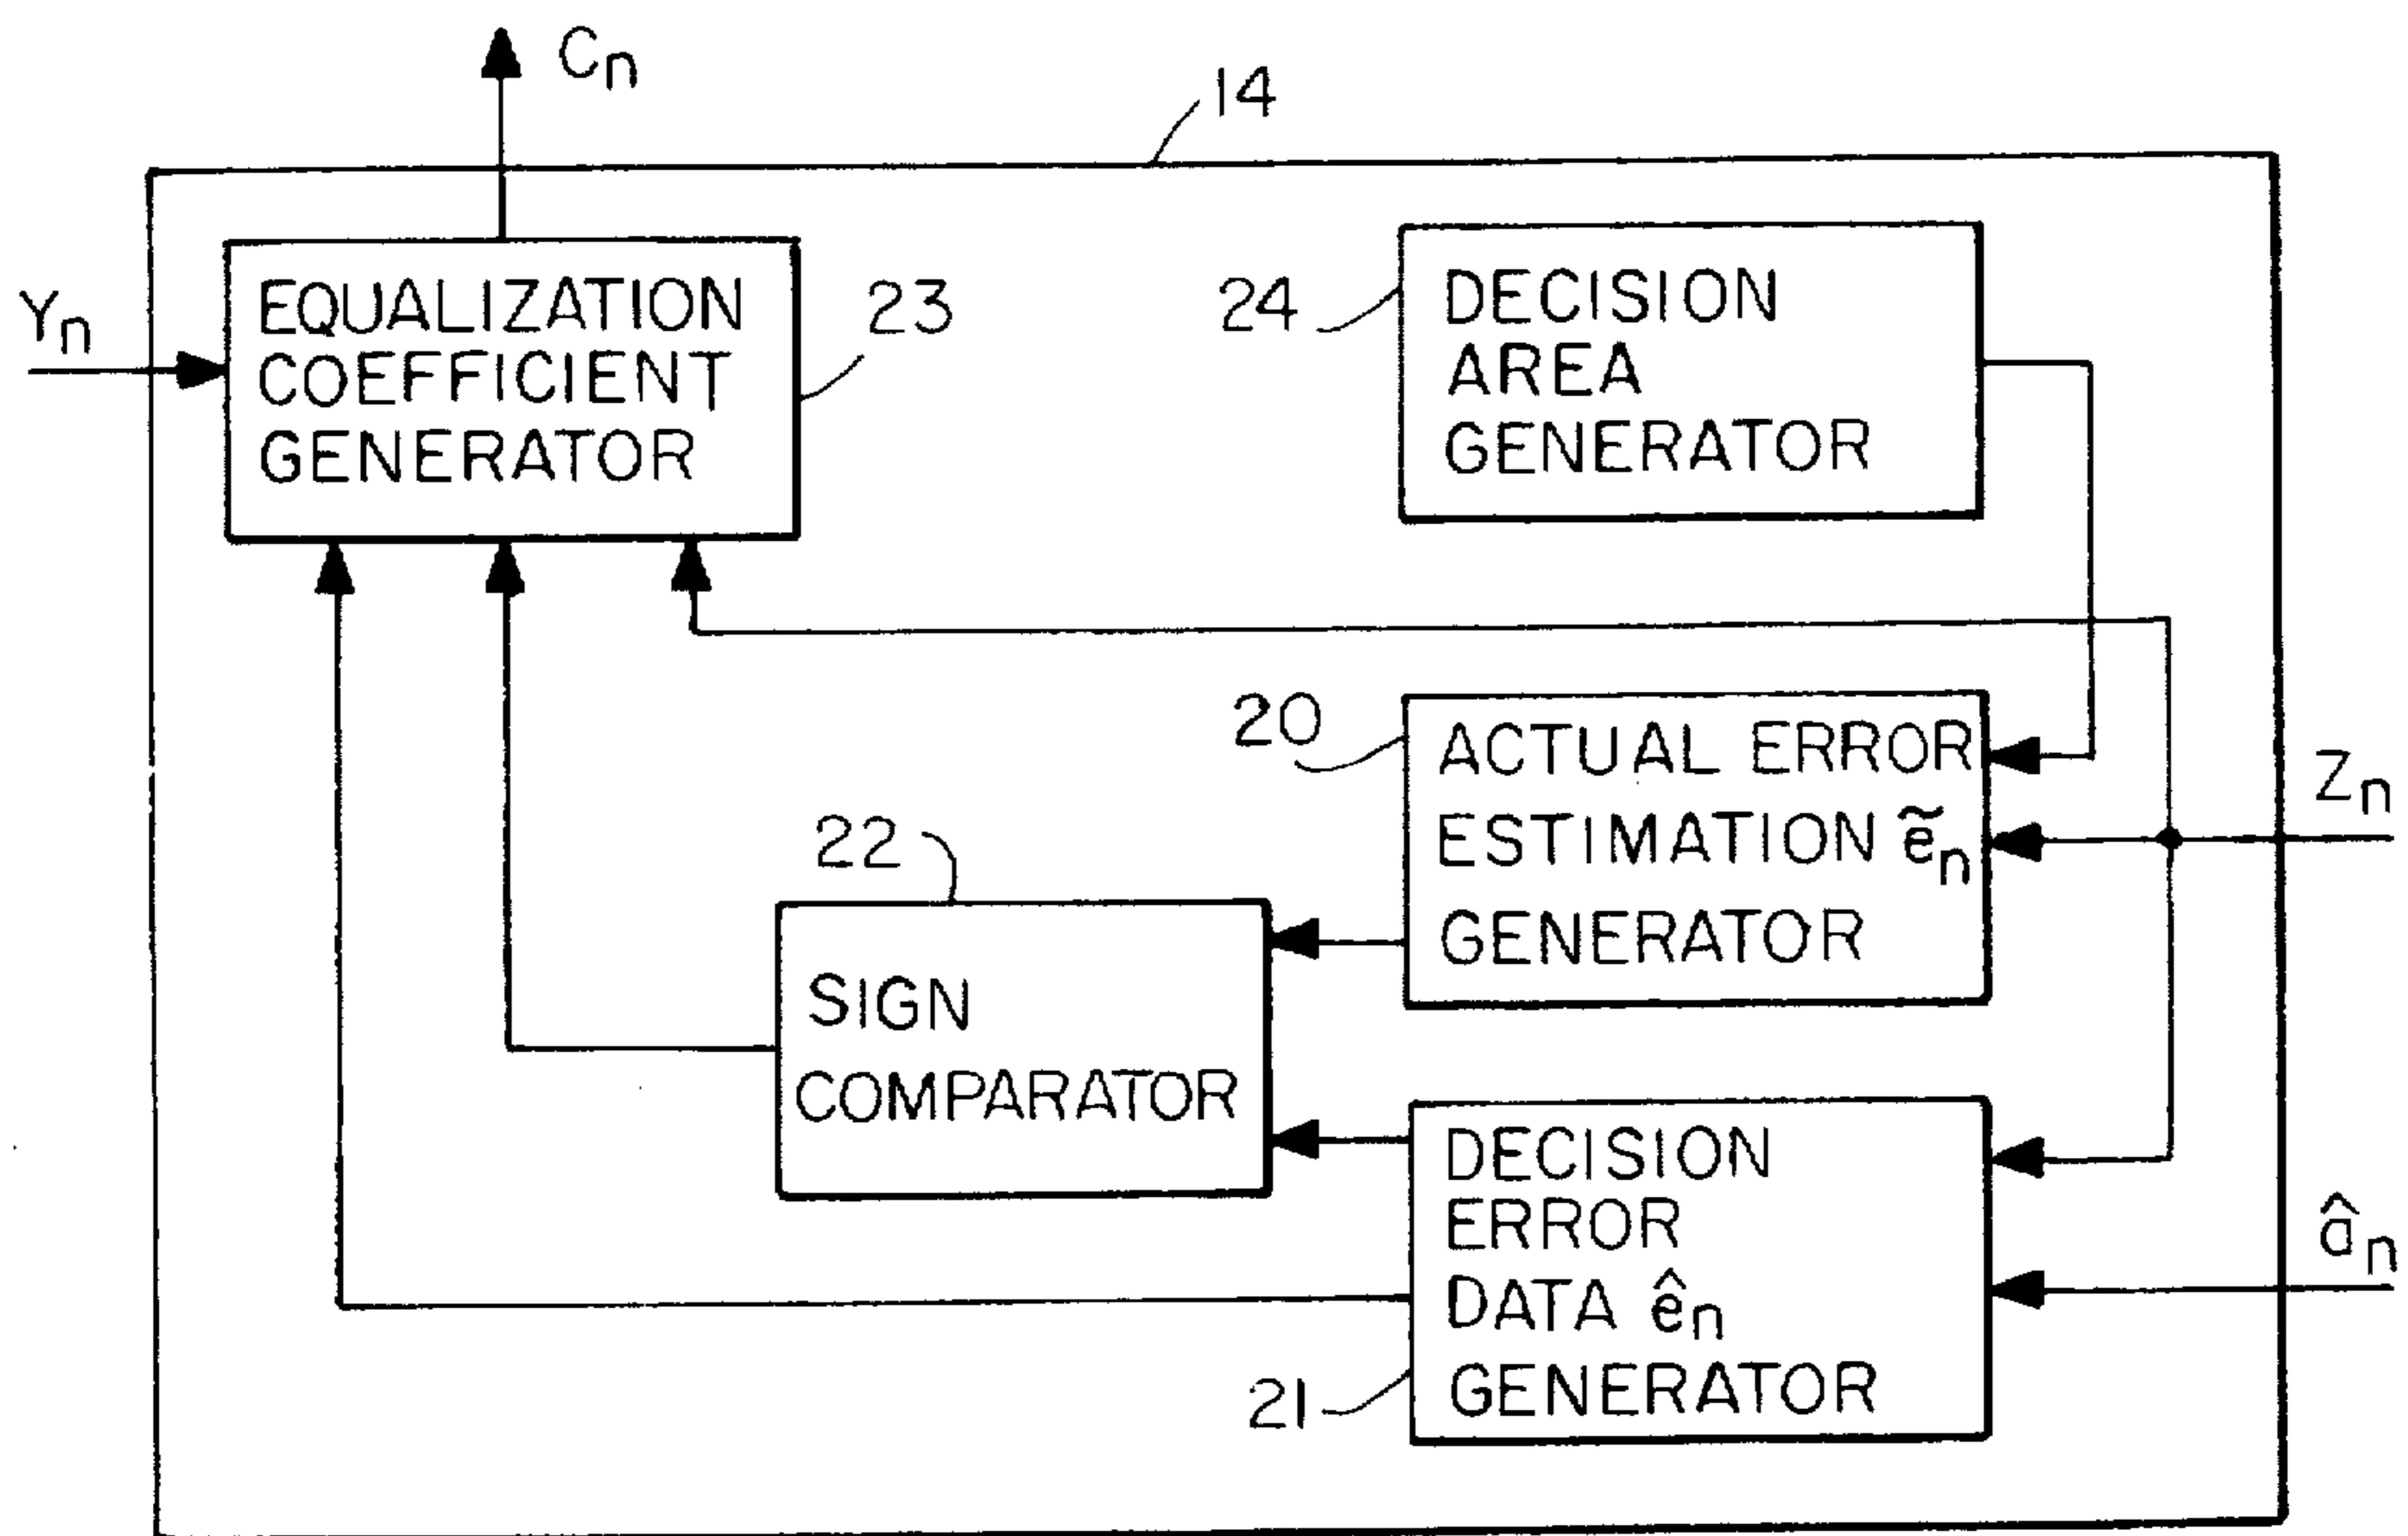 Cn
14
Yn
EQUALIZATION
COEFFICIENT
GENERATOR
23
24
DECISION
AREA
GENERATOR
20
ACTUAL ERROR
ESTIMATION ẽn
GENERATOR
Zn
22
SIGN
COMPARATOR
DECISION
ERROR
DATA ên
GENERATOR
21
ân